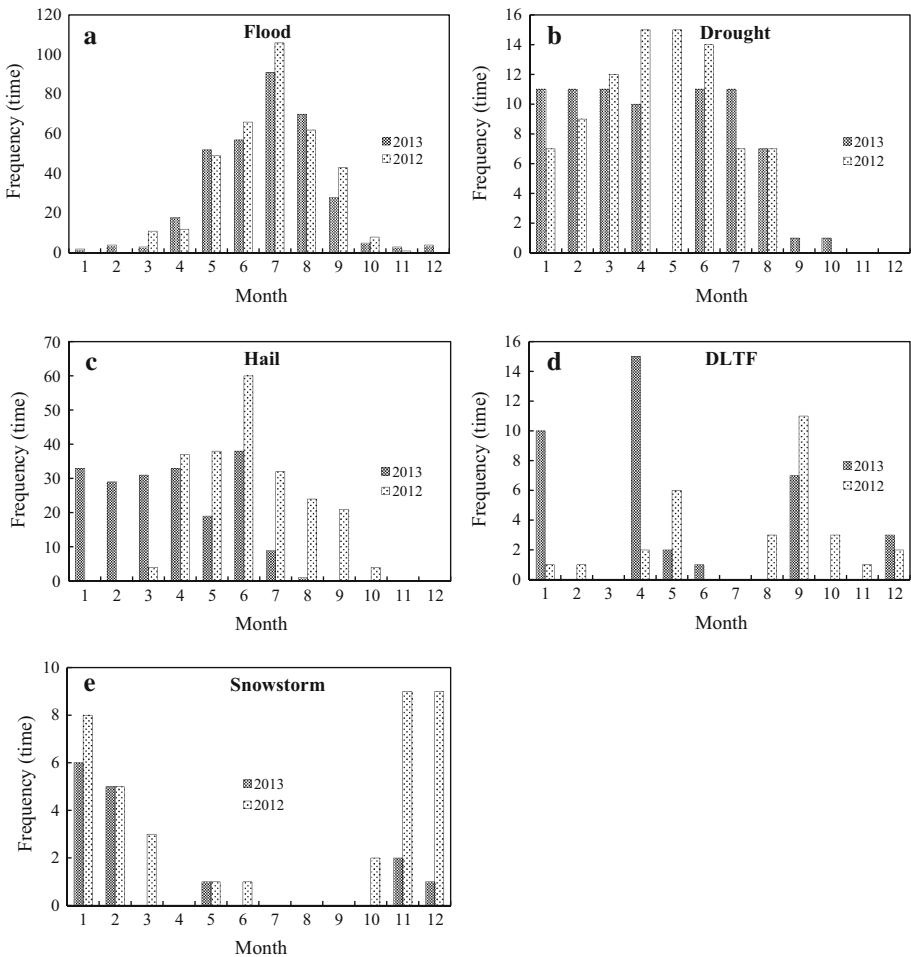 a Flood
Frequency (time)
120
100
80
60
40
20
0
2013
2012
1 2 3 4 5 6 7 8 9 10 11 12
Month
b Drought
Frequency (time)
16
14
12
10
8
6
4
2
0
2013
2012
1 2 3 4 5 6 7 8 9 10 11 12
Month
c Hail
Frequency (time)
70
60
50
40
30
20
10
0
2013
2012
1 2 3 4 5 6 7 8 9 10 11 12
Month
d DLTF
Frequency (time)
16
14
12
10
8
6
4
2
0
2013
2012
1 2 3 4 5 6 7 8 9 10 11 12
Month
e Snowstorm
Frequency (time)
10
8
6
4
2
0
2013
2012
1 2 3 4 5 6 7 8 9 10 11 12
Month